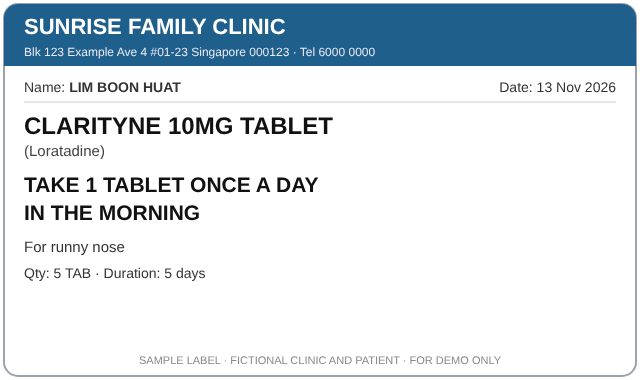 SUNRISE FAMILY CLINIC
Blk 123 Example Ave 4 #01-23 Singapore 000123 · Tel 6000 0000
Name: LIM BOON HUAT Date: 13 Nov 2026
CLARITYNE 10MG TABLET
(Loratadine)
TAKE 1 TABLET ONCE A DAY
IN THE MORNING
For runny nose
Qty: 5 TAB · Duration: 5 days
SAMPLE LABEL · FICTIONAL CLINIC AND PATIENT · FOR DEMO ONLY